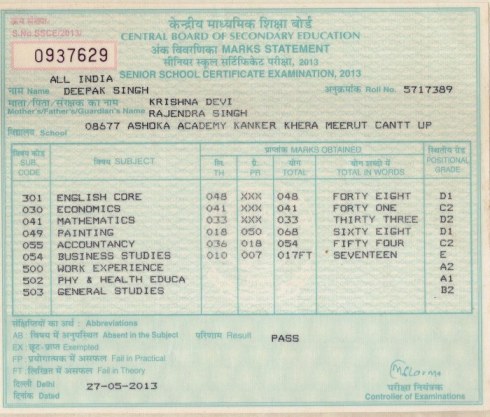 क्रम संख्या
S.No.SSCE/2013/
केन्द्रीय माध्यमिक शिक्षा बोर्ड
CENTRAL BOARD OF SECONDARY EDUCATION
0937629
अंक विवरणिका MARKS STATEMENT
सीनियर स्कूल सर्टिफिकेट परीक्षा, 2013
SENIOR SCHOOL CERTIFICATE EXAMINATION, 2013
ALL INDIA
नाम Name DEEPAK SINGH अनुक्रमांक Roll No. 5717389
माता/पिता/संरक्षक का नाम KRISHNA DEVI
Mother's/Father's/Guardian's Name RAJENDRA SINGH
विद्यालय School 08677 ASHOKA ACADEMY KANKER KHERA MEERUT CANTT UP
विषय कोड SUB. CODE विषय SUBJECT प्राप्तांक MARKS OBTAINED स्थितीय ग्रेड POSITIONAL GRADE
लि. TH प्रै. PR योग TOTAL योग शब्दों में TOTAL IN WORDS
301 ENGLISH CORE 048 XXX 048 FORTY EIGHT D1
030 ECONOMICS 041 XXX 041 FORTY ONE C2
041 MATHEMATICS 033 XXX 033 THIRTY THREE D2
049 PAINTING 018 050 068 SIXTY EIGHT D1
055 ACCOUNTANCY 036 018 054 FIFTY FOUR C2
054 BUSINESS STUDIES 010 007 017FT * SEVENTEEN E
500 WORK EXPERIENCE A2
502 PHY & HEALTH EDUCA A1
503 GENERAL STUDIES B2
संक्षिप्तियों का अर्थ : Abbreviations
AB विषय में अनुपस्थित Absent in the Subject परिणाम Result PASS
EX : छूट-प्राप्त Exempted
FP : प्रयोगात्मक में असफल Fail in Practical
FT : लिखित में असफल Fail in Theory
दिल्ली Delhi
दिनांक Dated 27-05-2013
परीक्षा नियंत्रक
Controller of Examinations